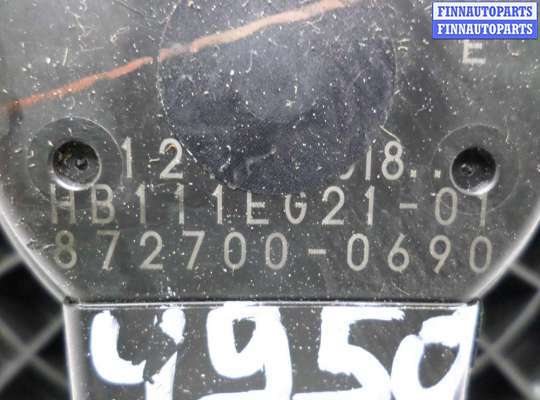 FINNAUTOPARTS
FINNAUTOPARTS
E
HB111EG21-01
872700-0690
4950